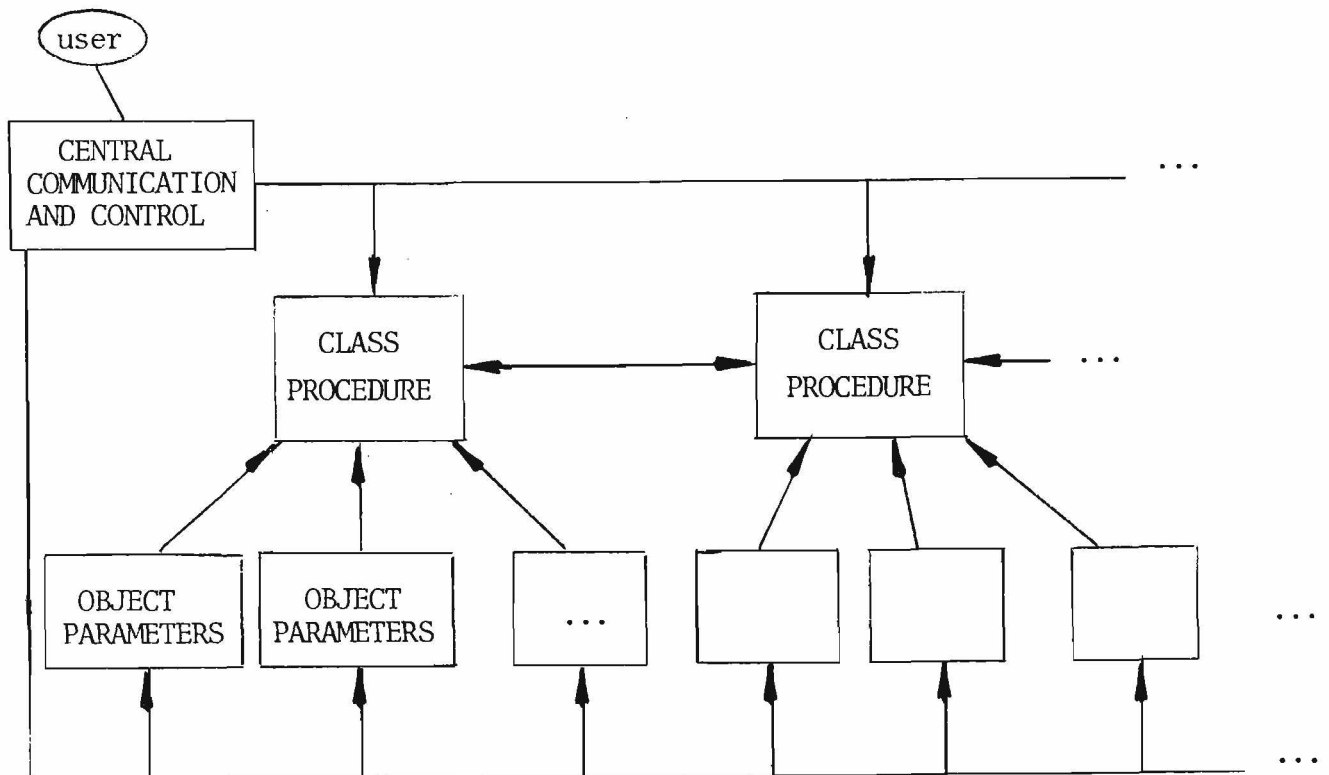 user
CENTRAL
COMMUNICATION
AND CONTROL
...
CLASS
PROCEDURE
CLASS
PROCEDURE
...
OBJECT
PARAMETERS
OBJECT
PARAMETERS
...
...
...